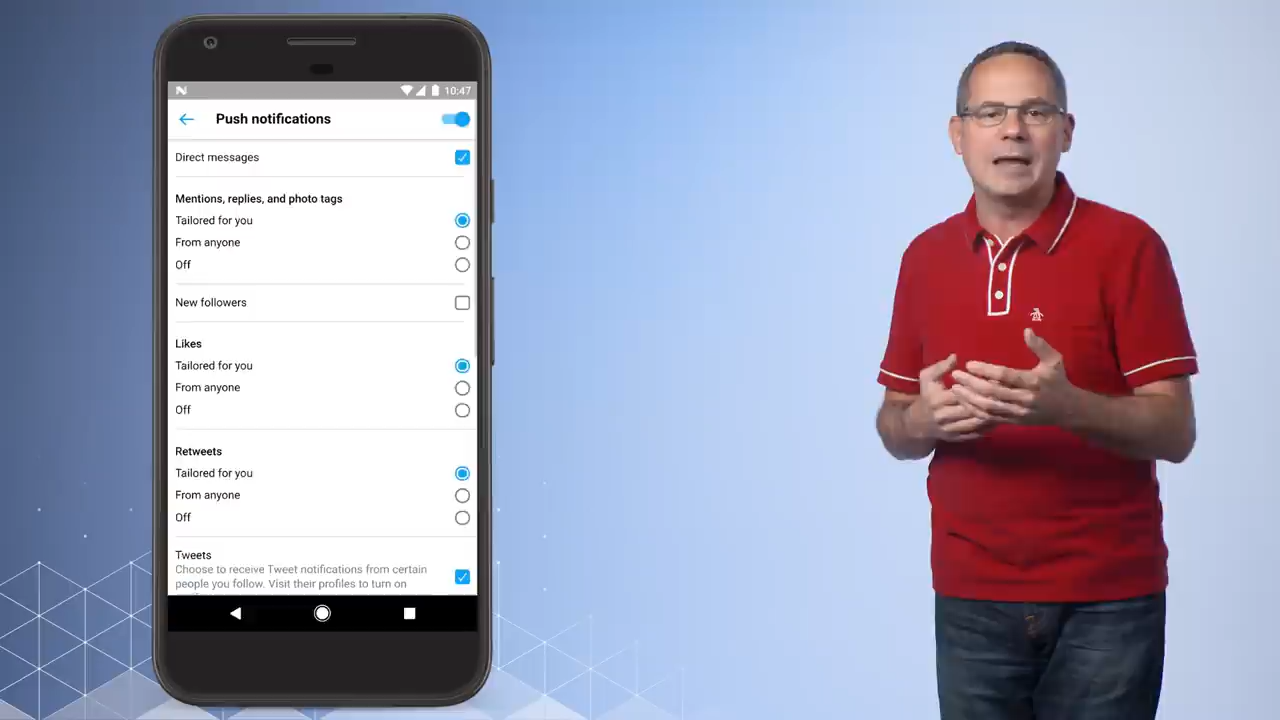 10:47
Push notifications
Direct messages
Mentions, replies, and photo tags
Tailored for you
From anyone
Off
New followers
Likes
Tailored for you
From anyone
Off
Retweets
Tailored for you
From anyone
Off
Tweets
Choose to receive Tweet notifications from certain
people you follow. Visit their profiles to turn on